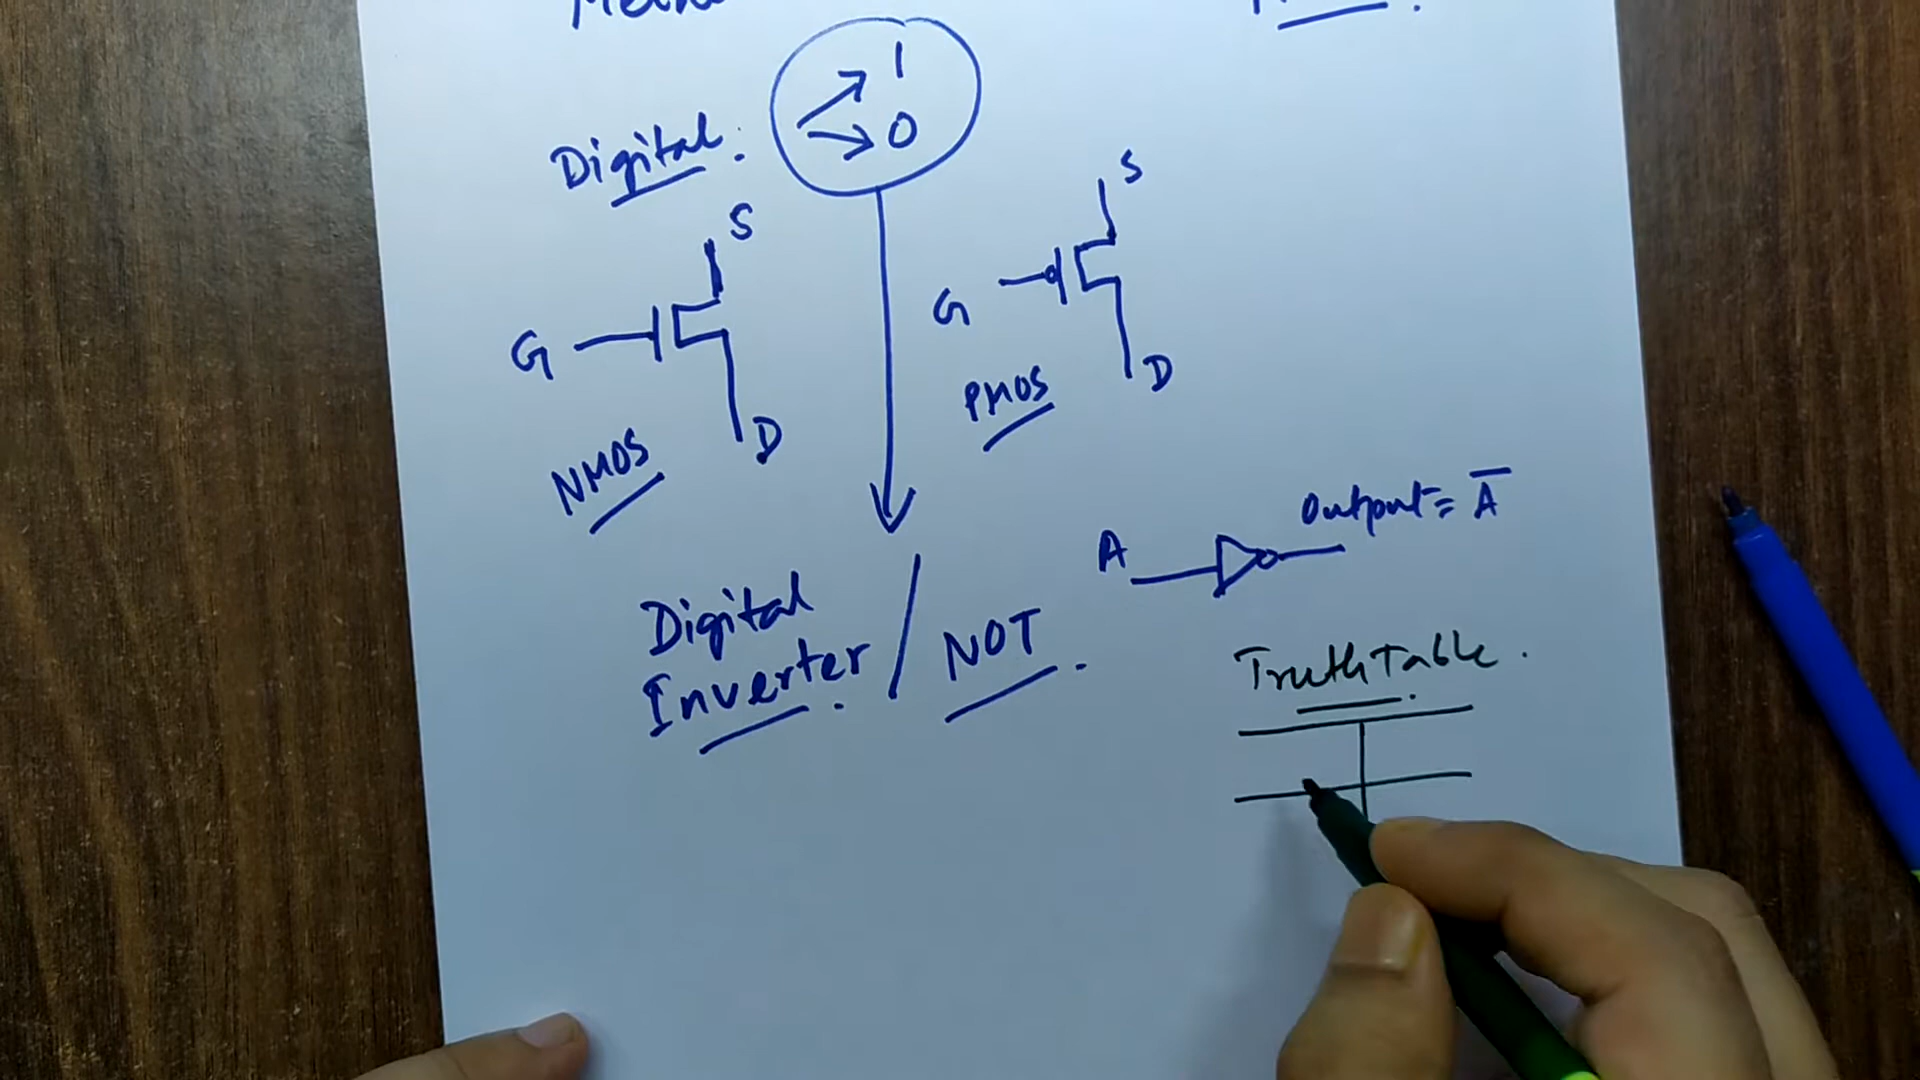 1
Digital :
0
S
S
G
G
D
PMOS
D
NMOS
Output = A̅
A
Digital
Inverter / NOT .
Truth Table .